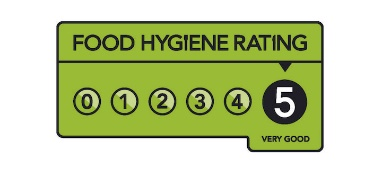 FOOD HYGIENE RATING
0 1 2 3 4 5
VERY GOOD